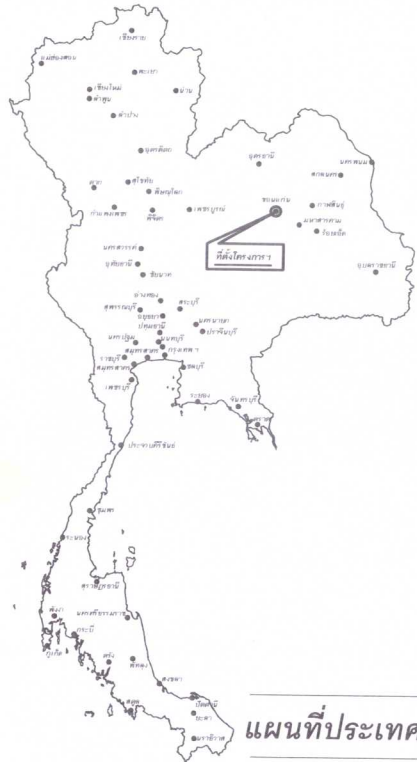 เชียงราย
แม่ฮ่องสอน
พะเยา
เชียงใหม่
น่าน
ลำพูน
ลำปาง
อุตรดิตถ์
อุดรธานี
นครพนม
สกลนคร
ตาก
สุโขทัย
พิษณุโลก
ขอนแก่น
กำแพงเพชร
พิจิตร
เพชรบูรณ์
กาฬสินธุ์
มหาสารคาม
ร้อยเอ็ด
นครสวรรค์
ที่ตั้งโครงการฯ
อุทัยธานี
ชัยนาท
อุบลราชธานี
อ่างทอง
สุพรรณบุรี
สระบุรี
อยุธยา
ปทุมธานี
นครนายก
ปราจีนบุรี
นครปฐม
นนทบุรี
ราชบุรี
สมุทรสาคร
กรุงเทพฯ
ชลบุรี
เพชรบุรี
ระยอง
จันทบุรี
ตราด
ประจวบคีรีขันธ์
ชุมพร
ระนอง
สุราษฎร์ธานี
พังงา
นครศรีธรรมราช
กระบี่
ภูเก็ต
ตรัง
พัทลุง
สงขลา
สตูล
ปัตตานี
ยะลา
นราธิวาส
แผนที่ประเทศ